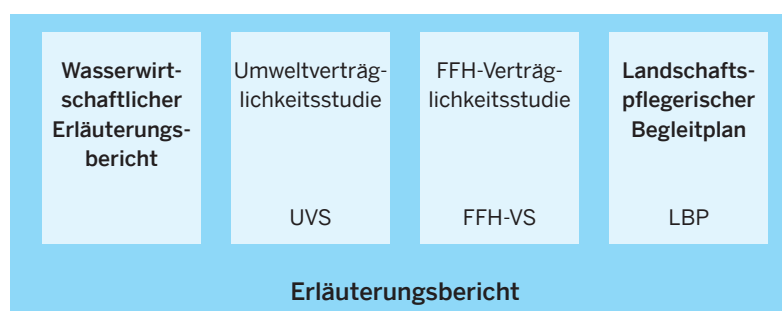 Wasserwirt-
schaftlicher
Erläuterungs-
bericht
Umweltverträg-
lichkeitsstudie
UVS
FFH-Verträg-
lichkeitsstudie
FFH-VS
Landschafts-
pflegerischer
Begleitplan
LBP
Erläuterungsbericht